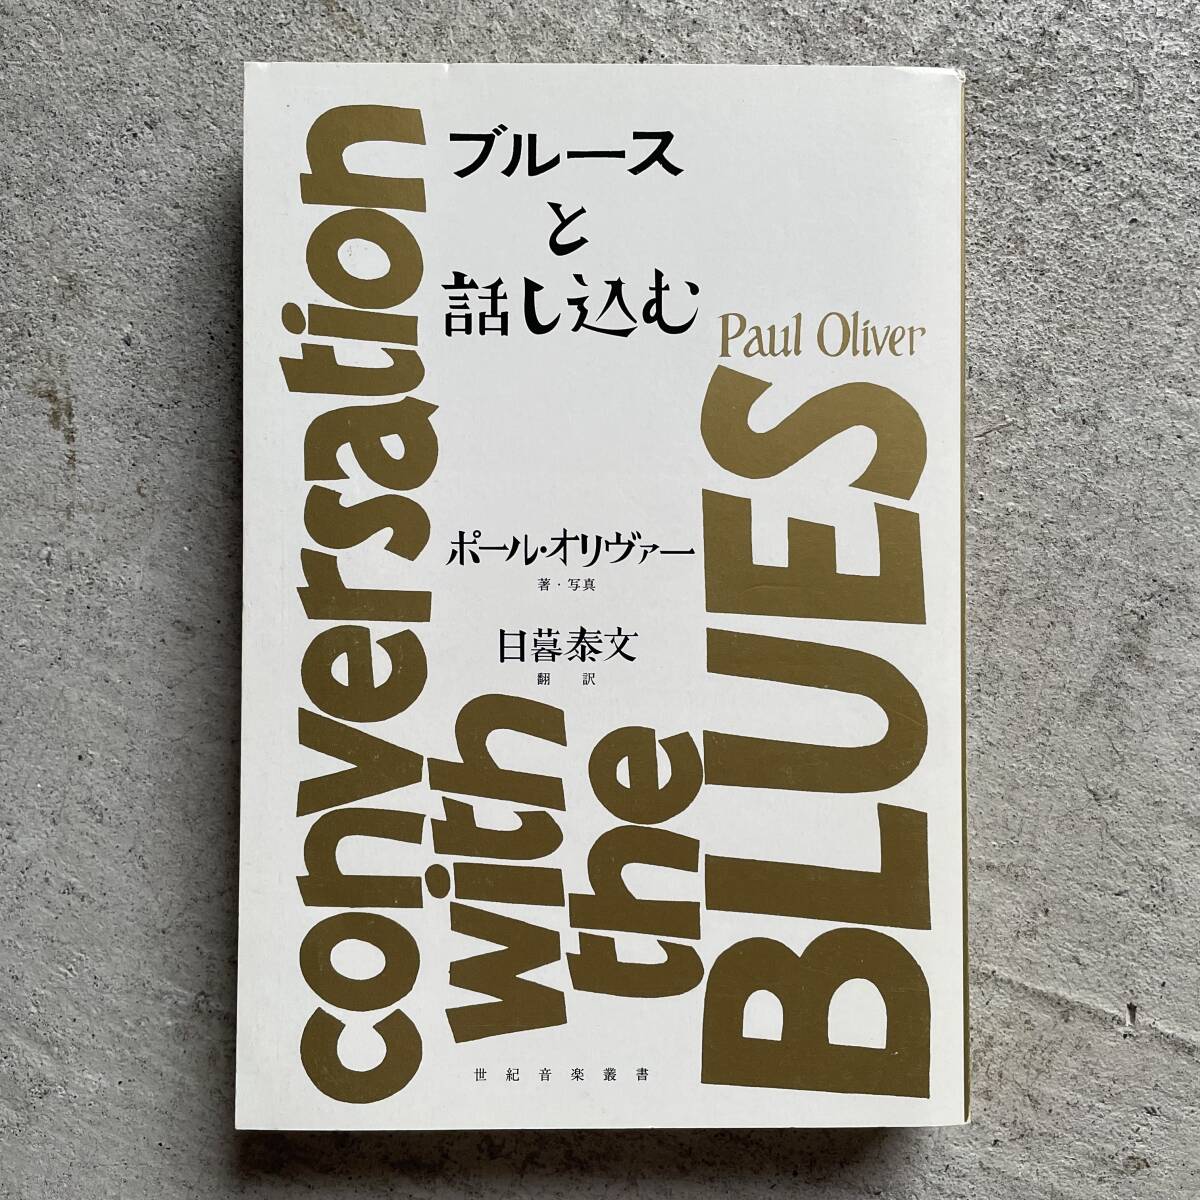 ブルース
と
話し込む
Paul Oliver
conversation
with
the
BLUES
ポール・オリヴァー
著・写真
日暮泰文
翻訳
世紀音楽叢書